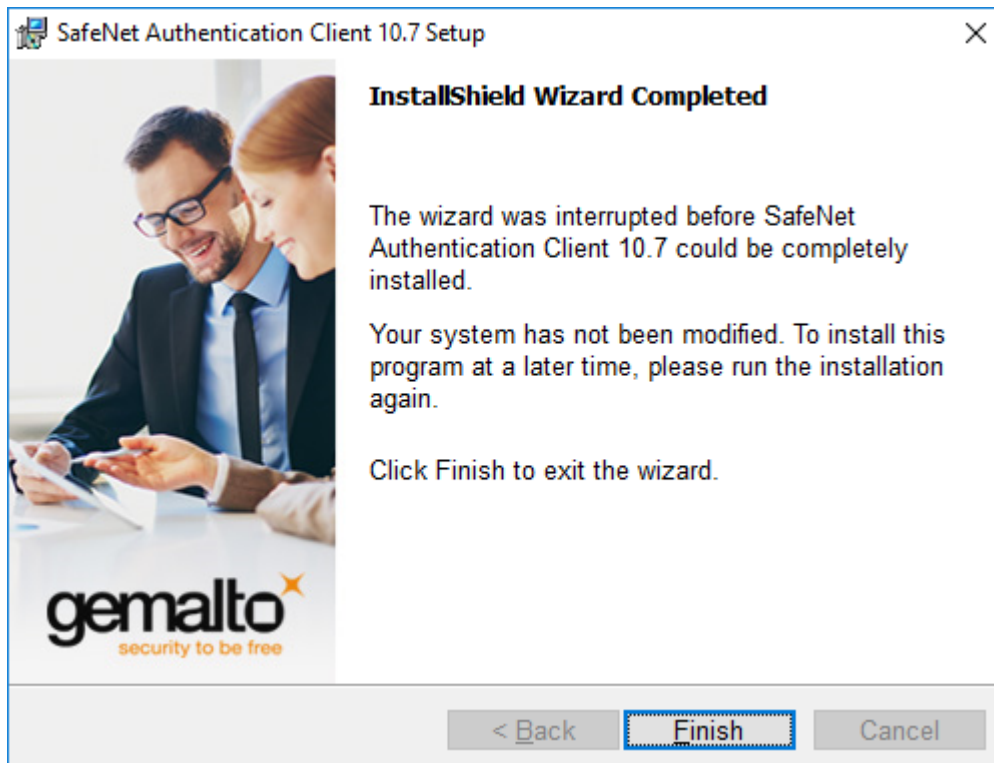 SafeNet Authentication Client 10.7 Setup
InstallShield Wizard Completed
The wizard was interrupted before SafeNet
Authentication Client 10.7 could be completely
installed.
Your system has not been modified. To install this
program at a later time, please run the installation
again.
Click Finish to exit the wizard.
gemalto
security to be free
< Back
Finish
Cancel